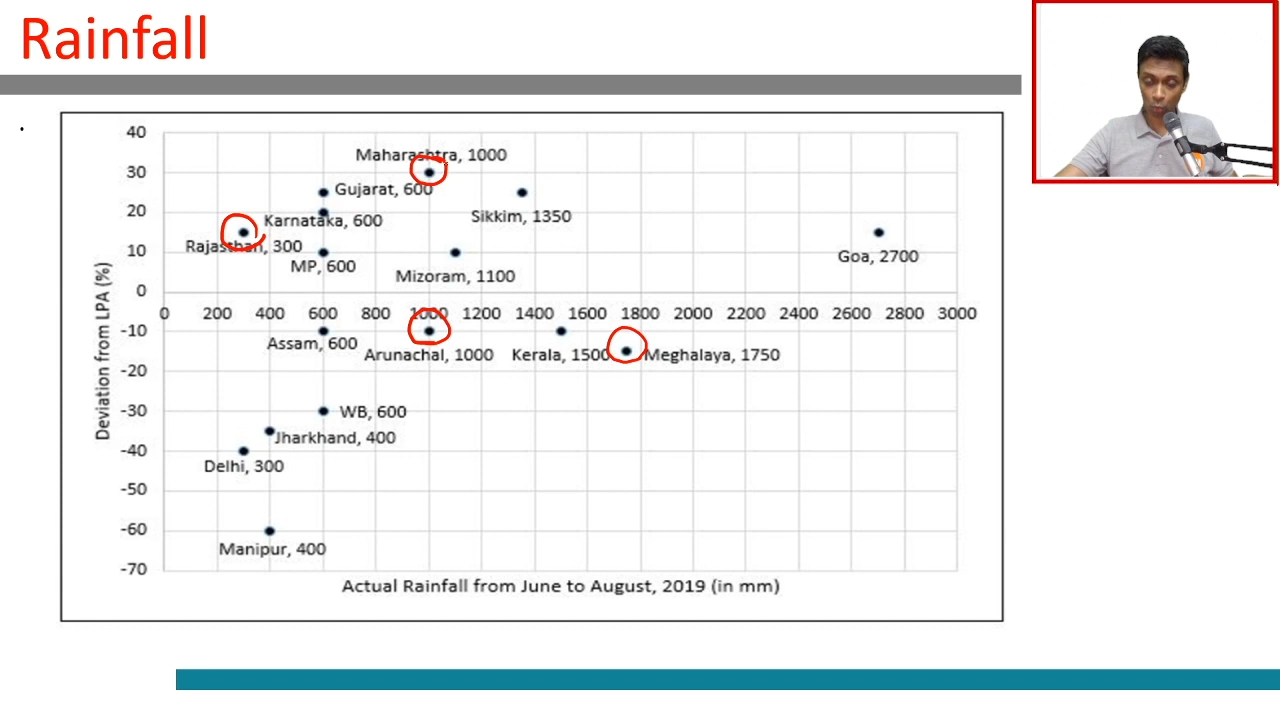 Rainfall
.
40
Maharashtra, 1000
30
Gujarat, 600
20
Karnataka, 600
Sikkim, 1350
Rajasthan, 300
10
MP, 600
Mizoram, 1100
Goa, 2700
0
0 200 400 600 800 1000 1200 1400 1600 1800 2000 2200 2400 2600 2800 3000
-10
Assam, 600
Arunachal, 1000
Kerala, 1500
Meghalaya, 1750
-20
-30
WB, 600
Jharkhand, 400
-40
Delhi, 300
-50
-60
Manipur, 400
-70
Deviation from LPA (%)
Actual Rainfall from June to August, 2019 (in mm)